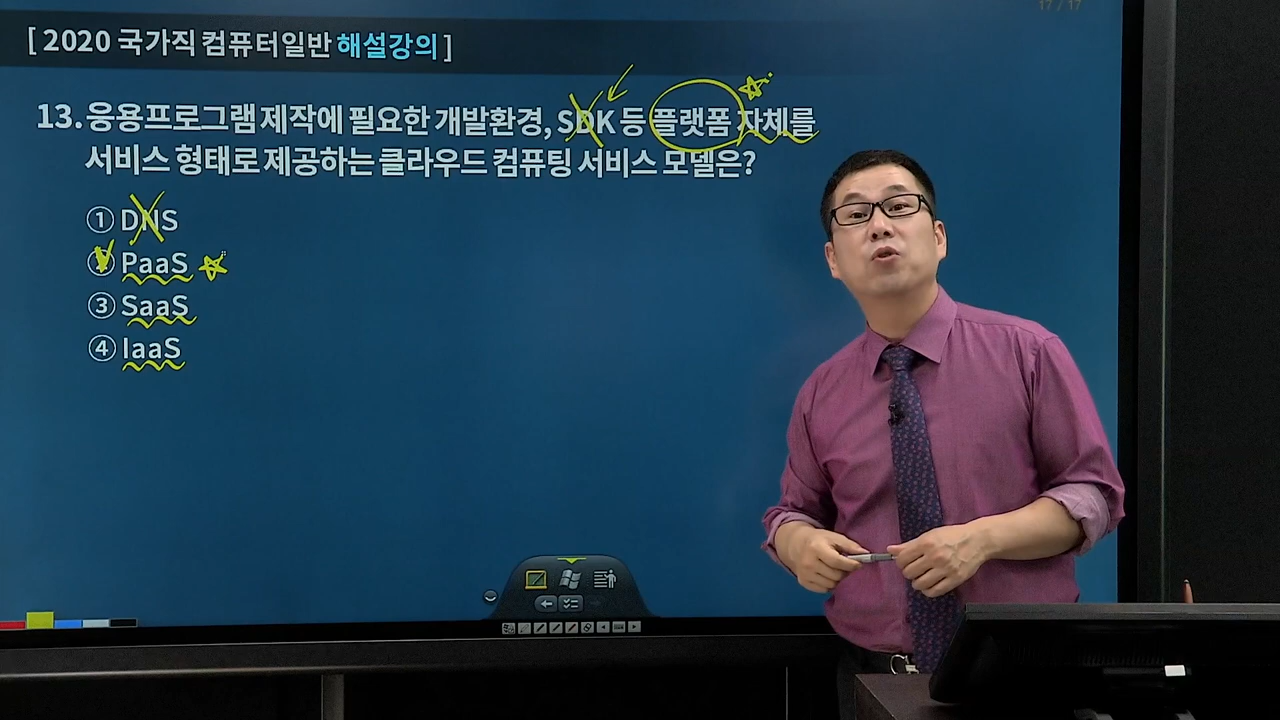 17 / 17
[ 2020 국가직 컴퓨터일반 해설강의 ]
13. 응용프로그램 제작에 필요한 개발환경, SDK 등 플랫폼 자체를
서비스 형태로 제공하는 클라우드 컴퓨팅 서비스 모델은?
① DNS
② PaaS
③ SaaS
④ IaaS